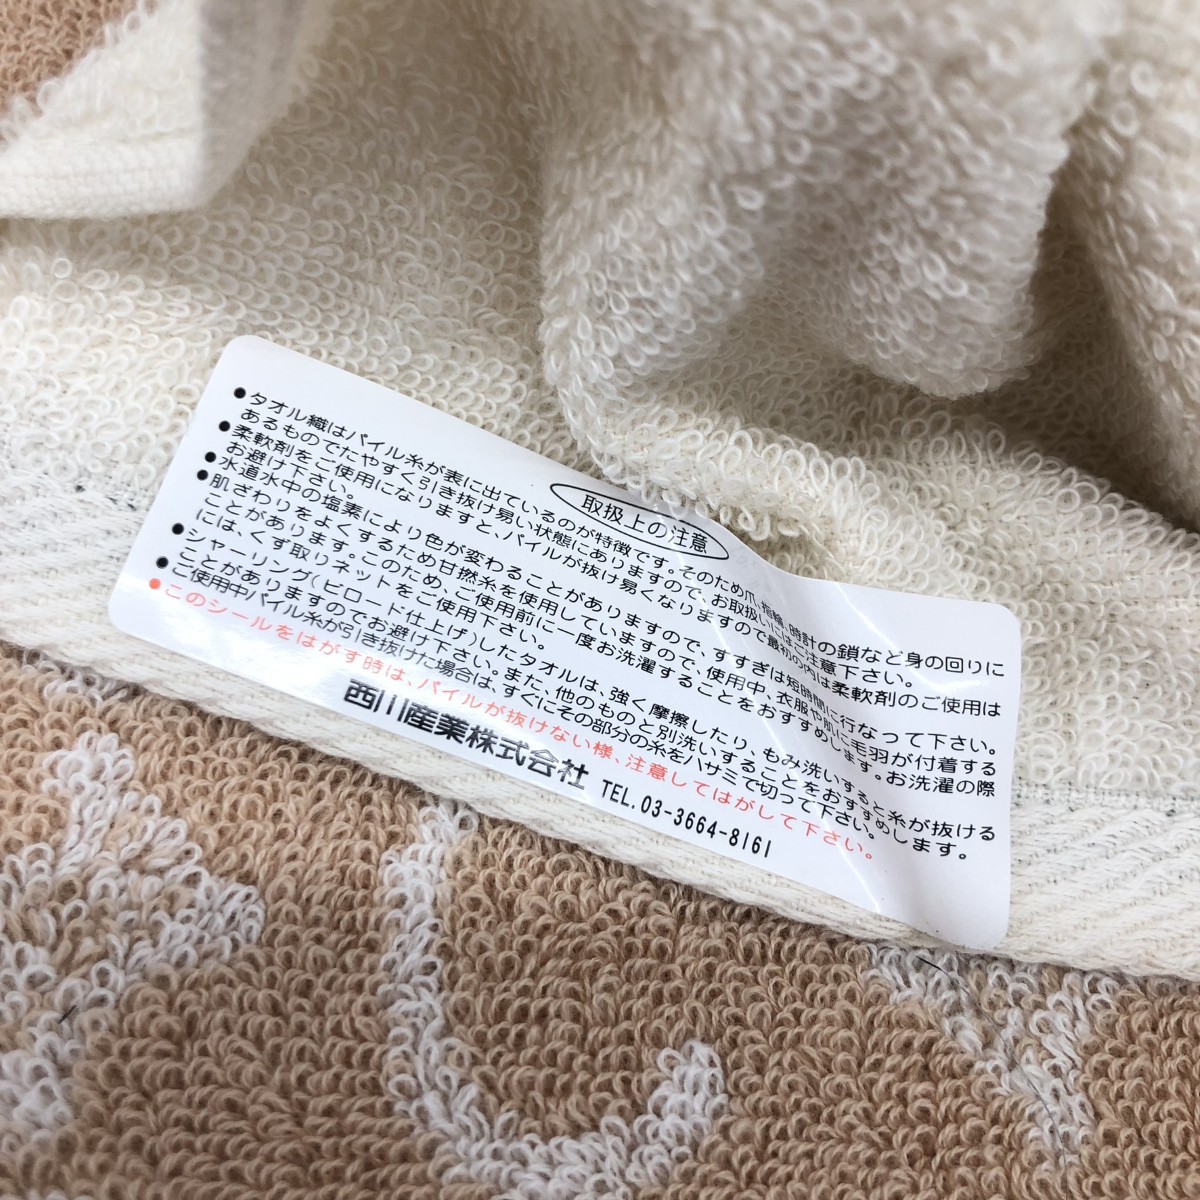 取扱上の注意
●タオル織はパイル糸が表に出ているのが特徴です。そのため爪、指輪、時計の鎖など身の回りに
あるものでたやすく引き抜け易い状態にありますので、お取扱いにはご注意下さい。
●柔軟剤をご使用になりますと、パイルが抜け易くなりますので最初の内は柔軟剤のご使用は
お避け下さい。
●水道水中の塩素により色が変わることがありますので、すすぎは短時間に行なって下さい。
●肌ざわりをよくするため甘撚糸を使用していますので、使用中、衣服や肌に毛羽が付着する
ことがあります。このため、ご使用前に一度お洗濯することをおすすめします。お洗濯の際
には、くず取りネットをご使用下さい。
●シャーリング(ビロード仕上げ)したタオルは、強く摩擦したり、もみ洗いすると糸が抜ける
ことがありますのでお避け下さい。また、他のものと別洗いすることをおすすめします。
●ご使用中パイル糸が引き抜けた場合は、すぐにその部分の糸をハサミで切って下さい。
●このシールをはがす時は、パイルが抜けない様、注意してはがして下さい。
西川産業株式会社 TEL.03-3664-8161